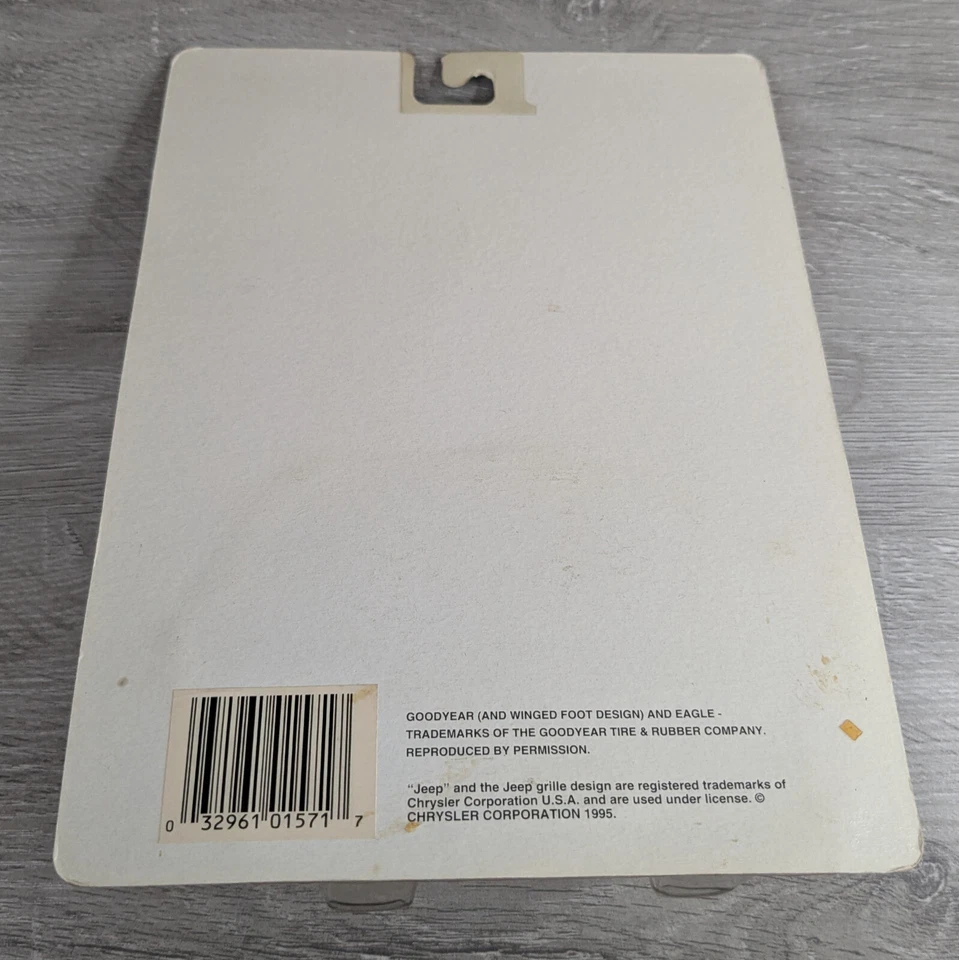 GOODYEAR (AND WINGED FOOT DESIGN) AND EAGLE -
TRADEMARKS OF THE GOODYEAR TIRE & RUBBER COMPANY.
REPRODUCED BY PERMISSION.
"Jeep" and the Jeep grille design are registered trademarks of
Chrysler Corporation U.S.A. and are used under license. ©
CHRYSLER CORPORATION 1995.
0 32961 01571 7